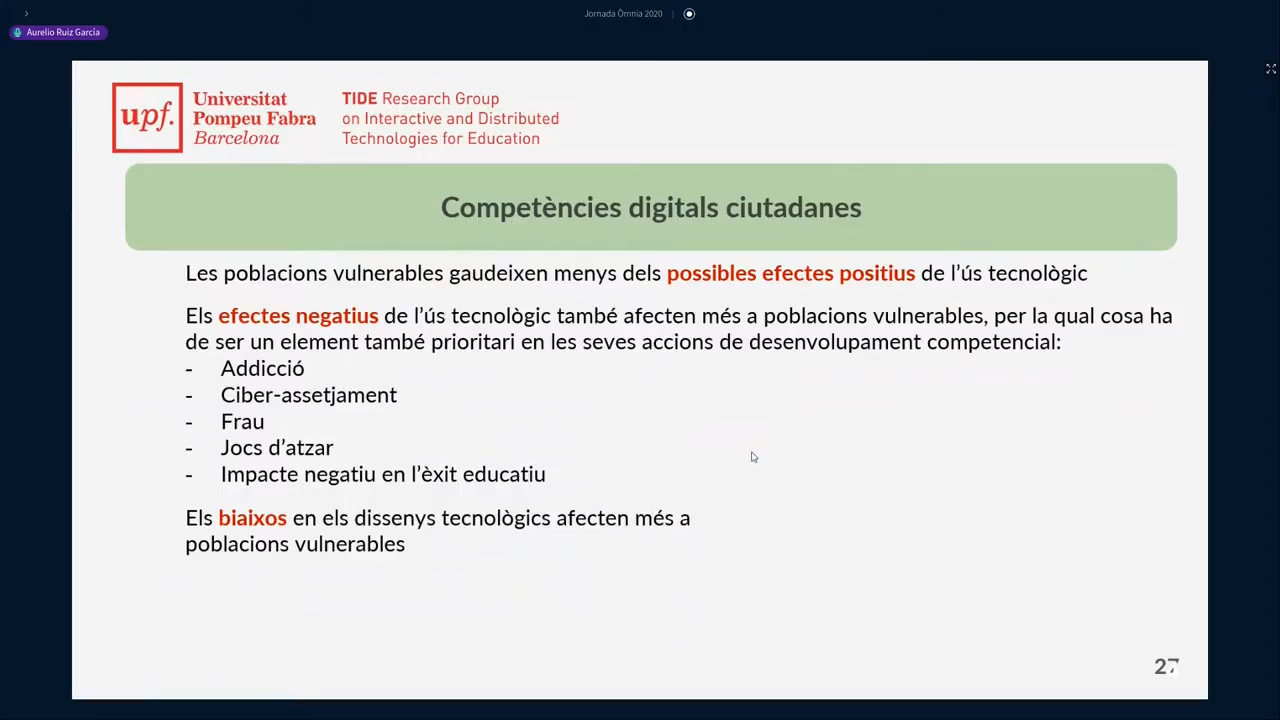 Jornada Òmnia 2020
Aurelio Ruiz García
upf.
Universitat
Pompeu Fabra
Barcelona
TIDE Research Group
on Interactive and Distributed
Technologies for Education
Competències digitals ciutadanes
Les poblacions vulnerables gaudeixen menys dels possibles efectes positius de l’ús tecnològic
Els efectes negatius de l’ús tecnològic també afecten més a poblacions vulnerables, per la qual cosa ha
de ser un element també prioritari en les seves accions de desenvolupament competencial:
- Addicció
- Ciber-assetjament
- Frau
- Jocs d’atzar
- Impacte negatiu en l’èxit educatiu
Els biaixos en els dissenys tecnològics afecten més a
poblacions vulnerables
27